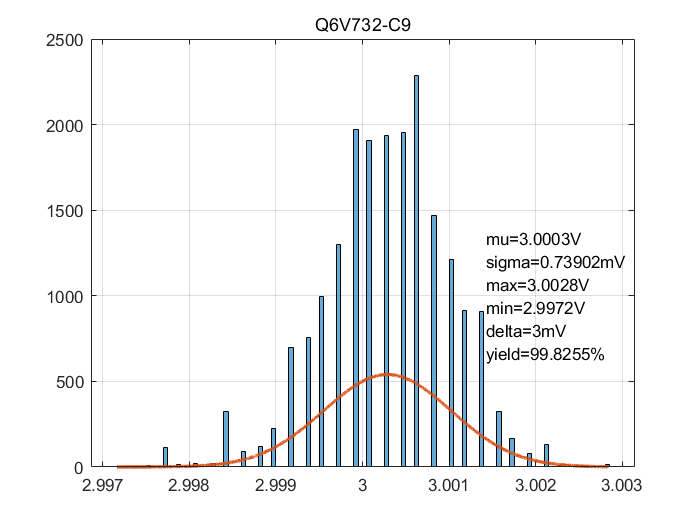 Q6V732-C9
2500
2000
1500
1000
500
0
mu=3.0003V
sigma=0.73902mV
max=3.0028V
min=2.9972V
delta=3mV
yield=99.8255%
2.997 2.998 2.999 3 3.001 3.002 3.003